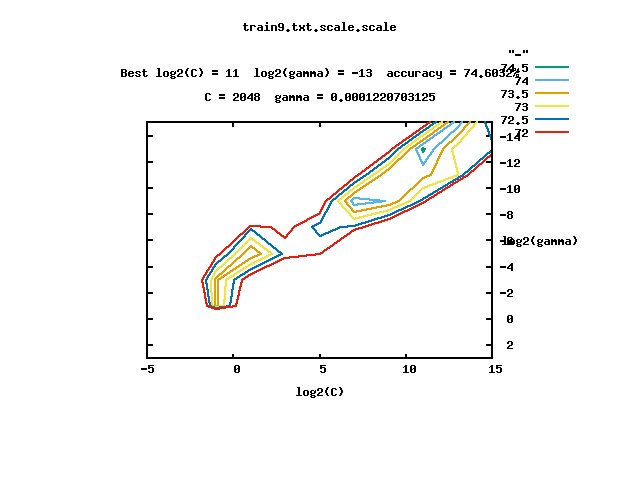 train9.txt.scale.scale
"-"
Best log2(C) = 11  log2(gamma) = -13  accuracy = 74.6032%
74.5
74
C = 2048  gamma = 0.0001220703125
73.5
73
72.5
72
-14
-12
-10
-8
-6
log2(gamma)
-4
-2
0
2
-5 0 5 10 15
log2(C)